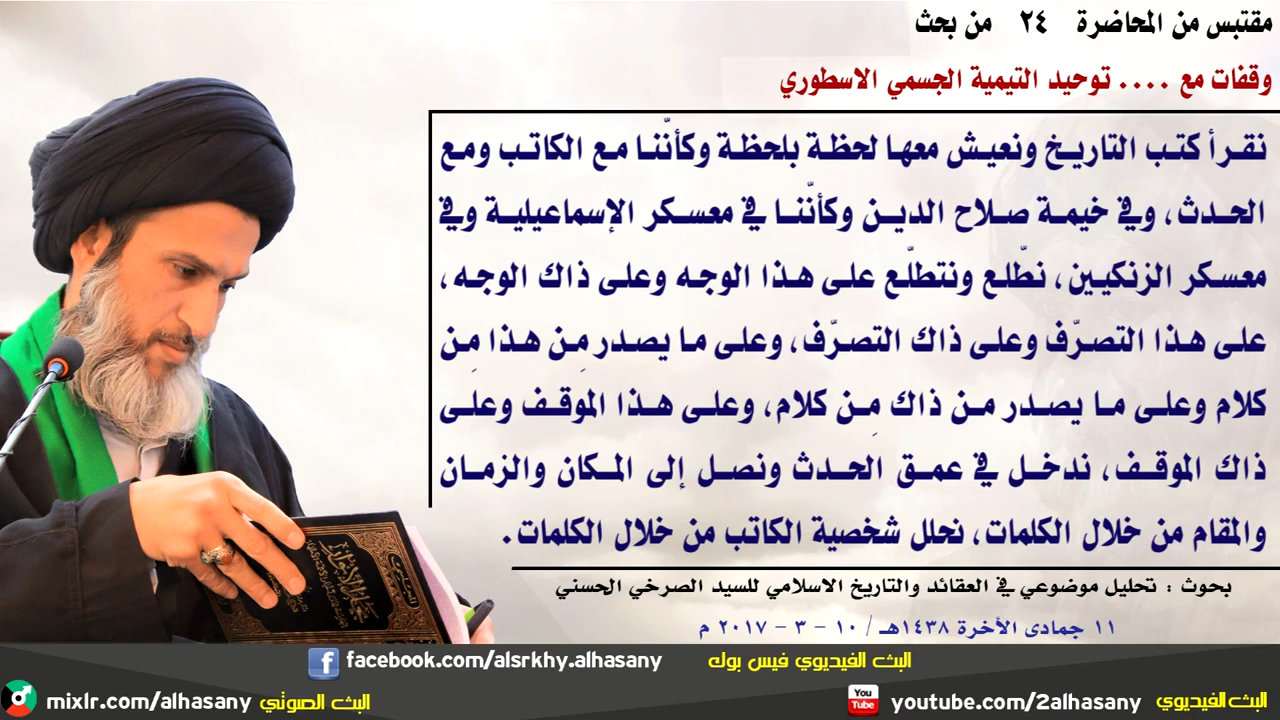 مقتبس من المحاضرة ٢٤ من بحث
وقفات مع .... توحيد التيمية الجسمي الاسطوري
نقرأ كتب التاريخ ونعيش معها لحظة بلحظة وكأنّنا مع الكاتب ومع
الحدث، وفي خيمة صلاح الدين وكأنّنا في معسكر الإسماعيلية وفي
معسكر الزنكيين، نطّلع ونتطلّع على هذا الوجه وعلى ذاك الوجه،
على هذا التصرّف وعلى ذاك التصرّف، وعلى ما يصدر مِن هذا مِن
كلام وعلى ما يصدر من ذاك مِن كلام، وعلى هذا الموقف وعلى
ذاك الموقف، ندخل في عمق الحدث ونصل إلى المكان والزمان
والمقام من خلال الكلمات، نحلل شخصية الكاتب من خلال الكلمات.
بحوث : تحليل موضوعي في العقائد والتاريخ الاسلامي للسيد الصرخي الحسني
١١ جمادى الآخرة ١٤٣٨هـ / ١٠ - ٣ - ٢٠١٧ م
بحار الأنوار
facebook.com/alsrkhy.alhasany البث الفيديوي فيس بوك
mixlr.com/alhasany البث الصوتي
You Tube youtube.com/2alhasany البث الفيديوي